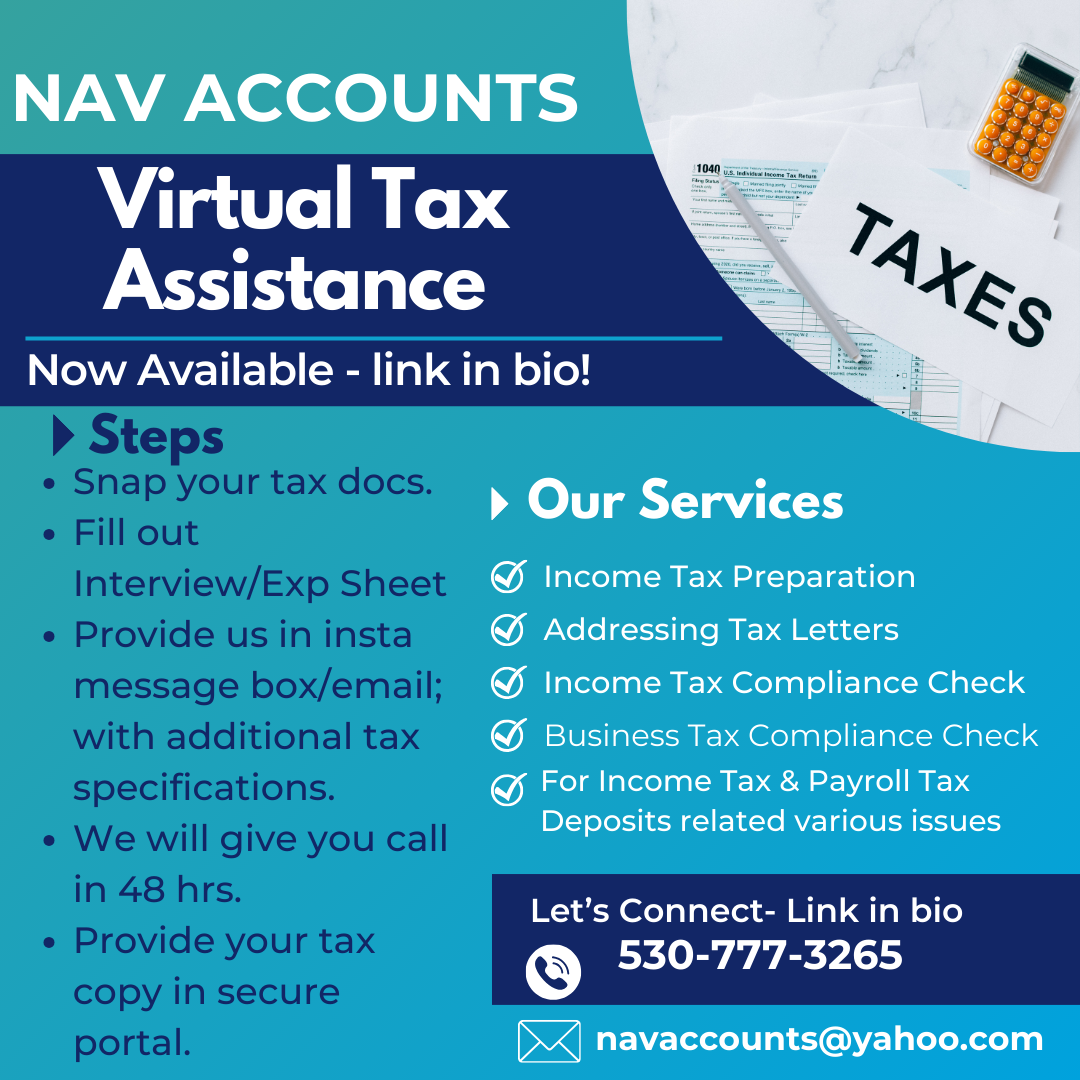 NAV ACCOUNTS
Virtual Tax
Assistance
Now Available - link in bio!
1040
U.S. Individual Income Tax Return
Filing Status
TAXES
Steps
Snap your tax docs.
Fill out
Interview/Exp Sheet
Provide us in insta
message box/email;
with additional tax
specifications.
We will give you call
in 48 hrs.
Provide your tax
copy in secure
portal.
Our Services
Income Tax Preparation
Addressing Tax Letters
Income Tax Compliance Check
Business Tax Compliance Check
For Income Tax & Payroll Tax
Deposits related various issues
Let’s Connect- Link in bio
530-777-3265
navaccounts@yahoo.com